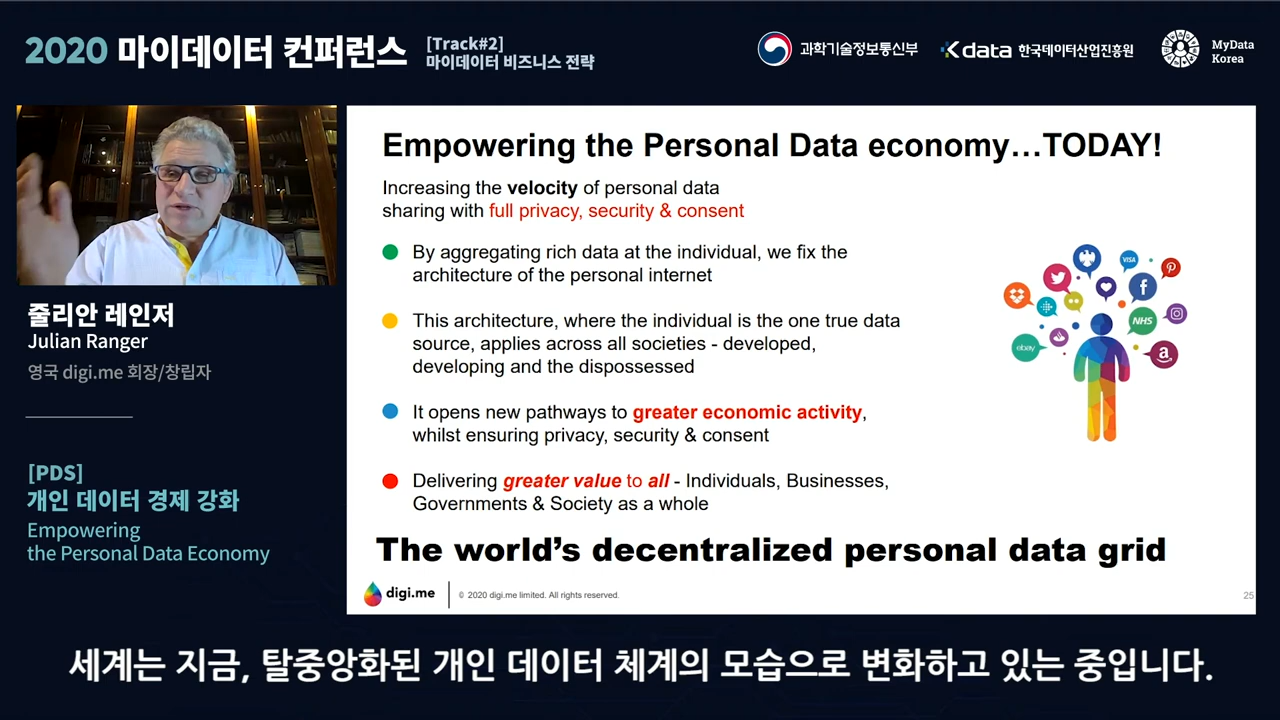 2020 마이데이터 컨퍼런스
[Track#2]
마이데이터 비즈니스 전략
과학기술정보통신부
Kdata 한국데이터산업진흥원
MyData
Korea
줄리안 레인저
Julian Ranger
영국 digi.me 회장/창립자
[PDS]
개인 데이터 경제 강화
Empowering
the Personal Data Economy
Empowering the Personal Data economy...TODAY!
Increasing the velocity of personal data
sharing with full privacy, security & consent
By aggregating rich data at the individual, we fix the
architecture of the personal internet
This architecture, where the individual is the one true data
source, applies across all societies - developed,
developing and the dispossessed
It opens new pathways to greater economic activity,
whilst ensuring privacy, security & consent
Delivering greater value to all - Individuals, Businesses,
Governments & Society as a whole
VISA
NHS
ebay
The world's decentralized personal data grid
digi.me
© 2020 digi.me limited. All rights reserved.
25
세계는 지금, 탈중앙화된 개인 데이터 체계의 모습으로 변화하고 있는 중입니다.